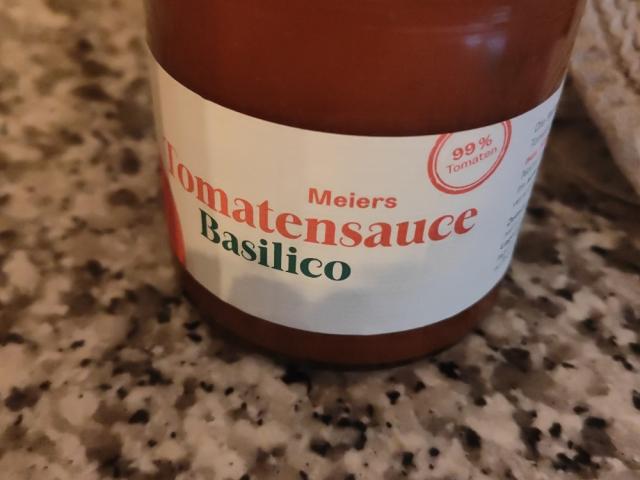 99%
Tomaten
Meiers
Tomatensauce
Basilico